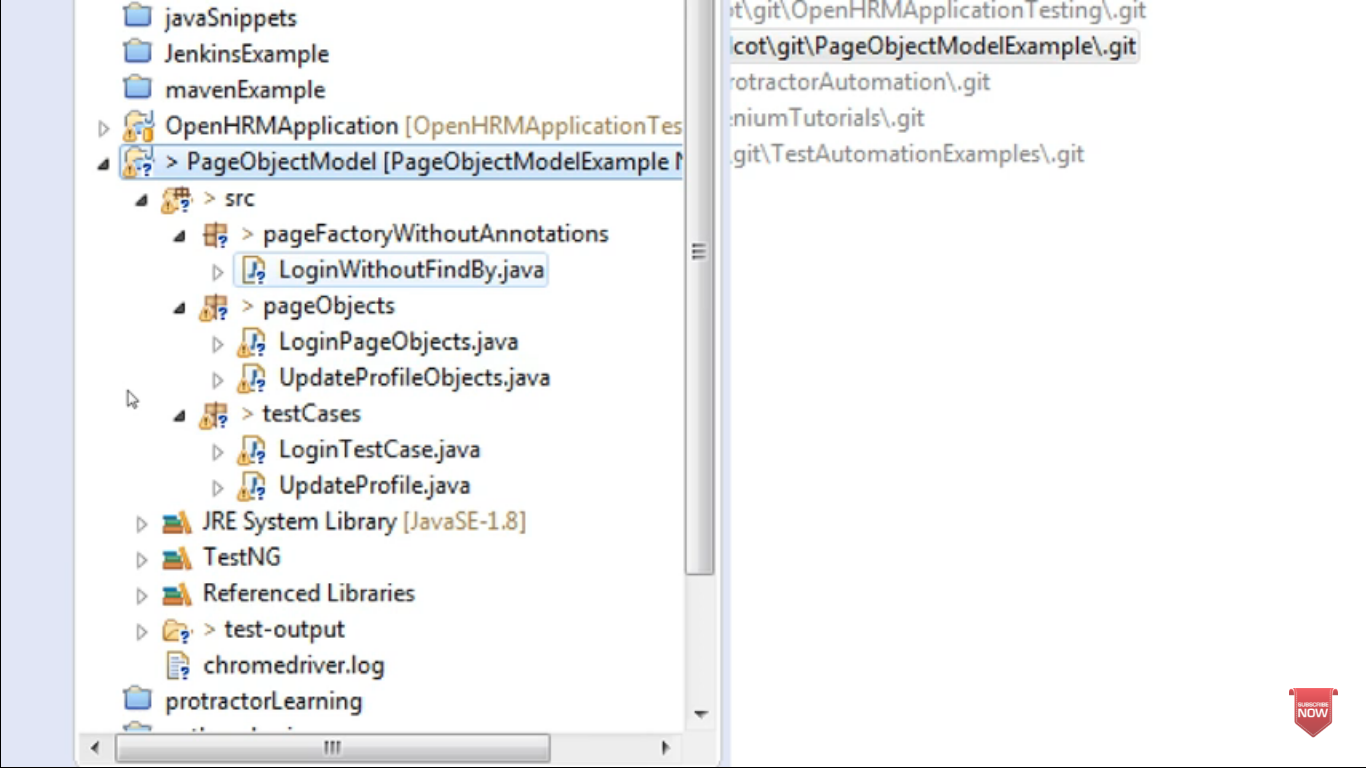 javaSnippets
JenkinsExample
mavenExample
OpenHRMApplication [OpenHRMApplicationTes
> PageObjectModel [PageObjectModelExample N
> src
> pageFactoryWithoutAnnotations
LoginWithoutFindBy.java
> pageObjects
LoginPageObjects.java
UpdateProfileObjects.java
> testCases
LoginTestCase.java
UpdateProfile.java
JRE System Library [JavaSE-1.8]
TestNG
Referenced Libraries
> test-output
chromedriver.log
protractorLearning
t\git\OpenHRMApplicationTesting\.git
lcot\git\PageObjectModelExample\.git
rotractorAutomation\.git
eniumTutorials\.git
git\TestAutomationExamples\.git
SUBSCRIBE
NOW